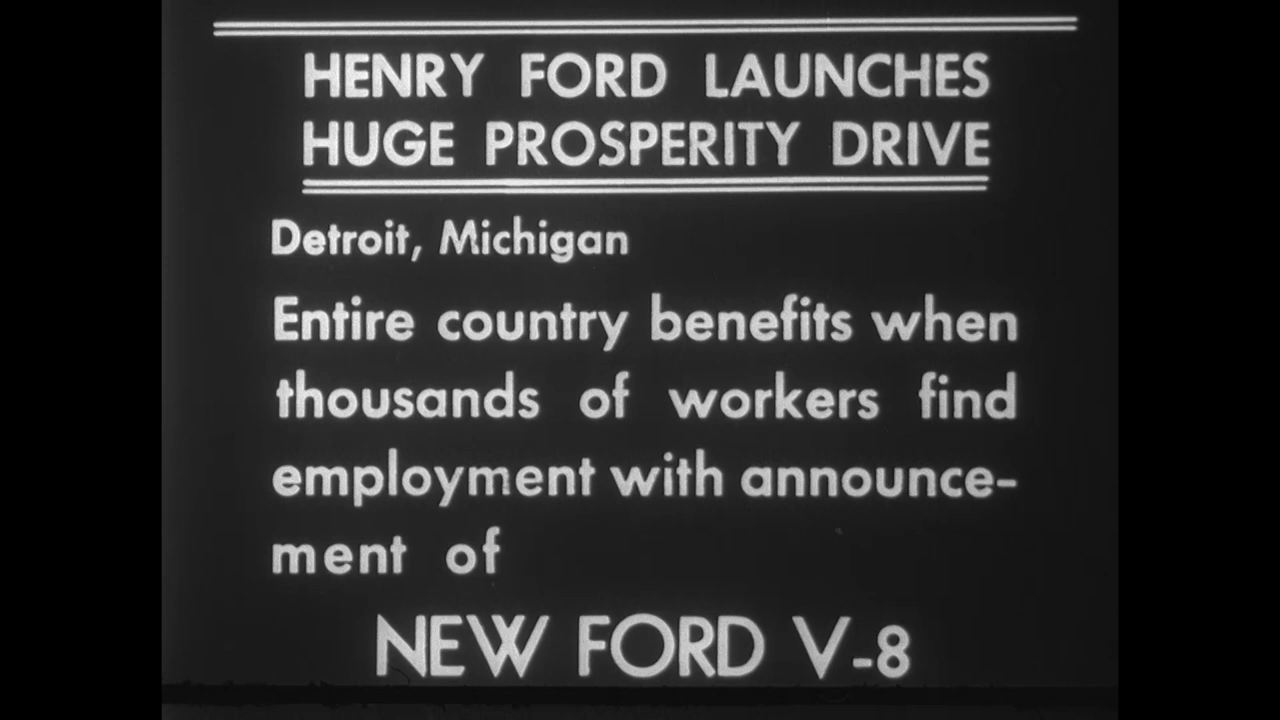 HENRY FORD LAUNCHES
HUGE PROSPERITY DRIVE
Detroit, Michigan
Entire country benefits when
thousands of workers find
employment with announce-
ment of
NEW FORD V-8